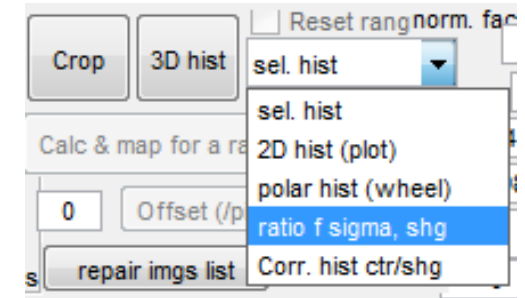 Reset rang norm. fac
Crop 3D hist sel. hist
sel. hist
Calc & map for a ra 2D hist (plot)
polar hist (wheel)
0 Offset (/p ratio f sigma, shg
repair imgs list Corr. hist ctr/shg